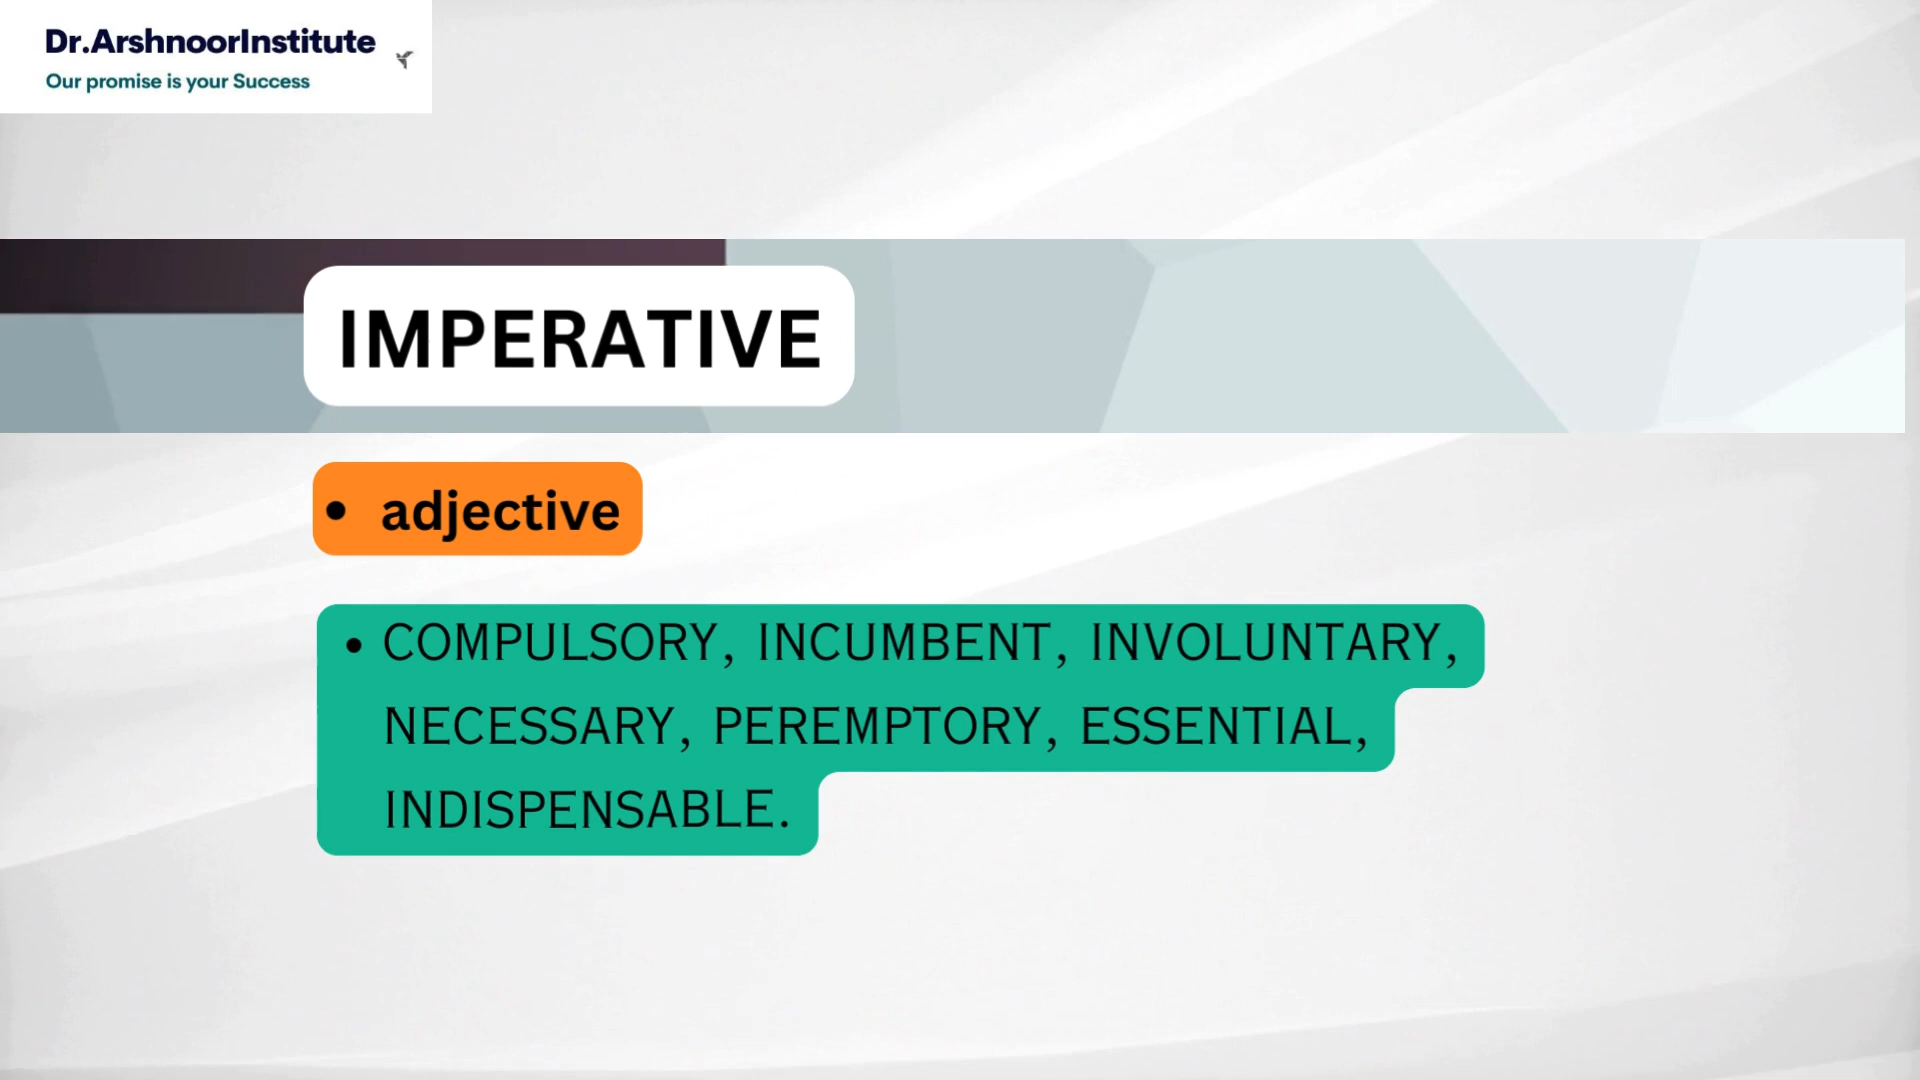 Dr.ArshnoorInstitute
Our promise is your Success
IMPERATIVE
• adjective
• COMPULSORY, INCUMBENT, INVOLUNTARY,
NECESSARY, PEREMPTORY, ESSENTIAL,
INDISPENSABLE.